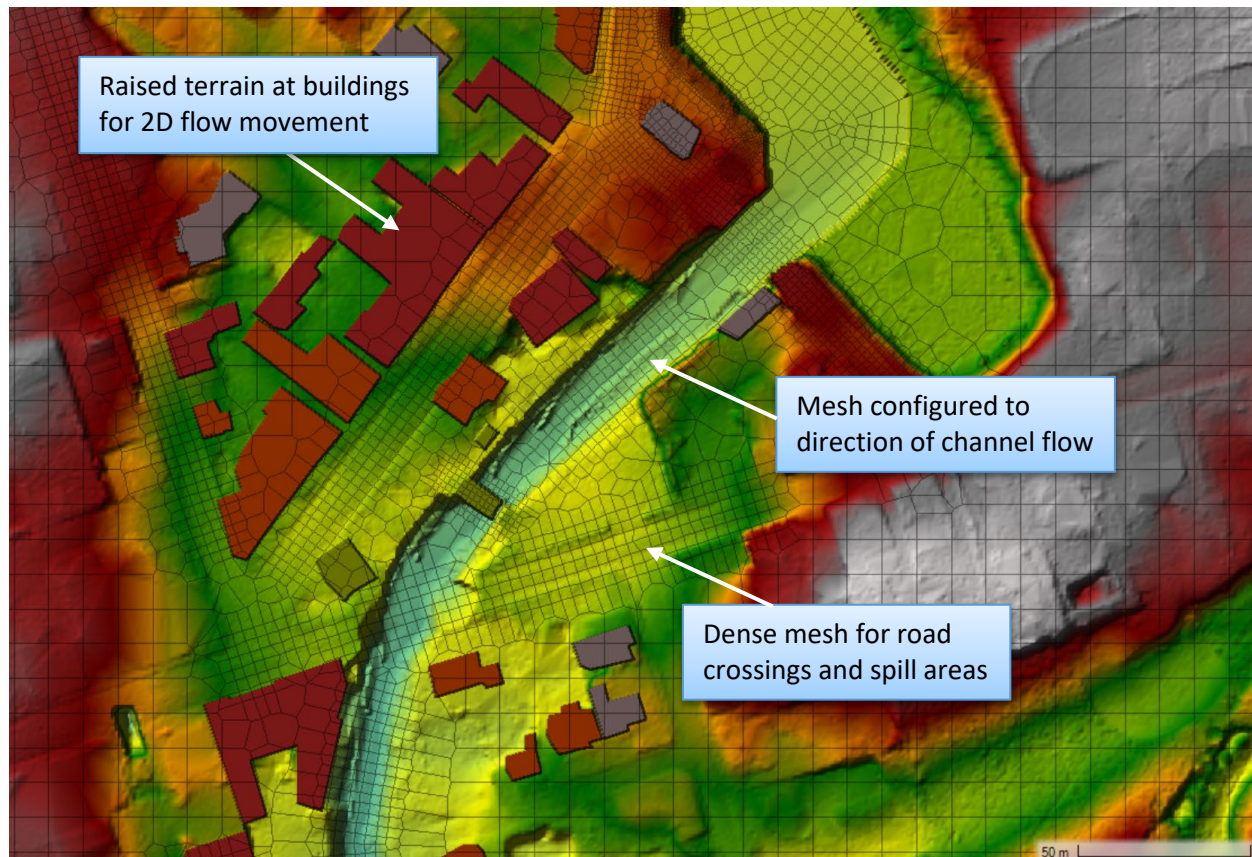 Raised terrain at buildings
for 2D flow movement
Mesh configured to
direction of channel flow
Dense mesh for road
crossings and spill areas
50 m